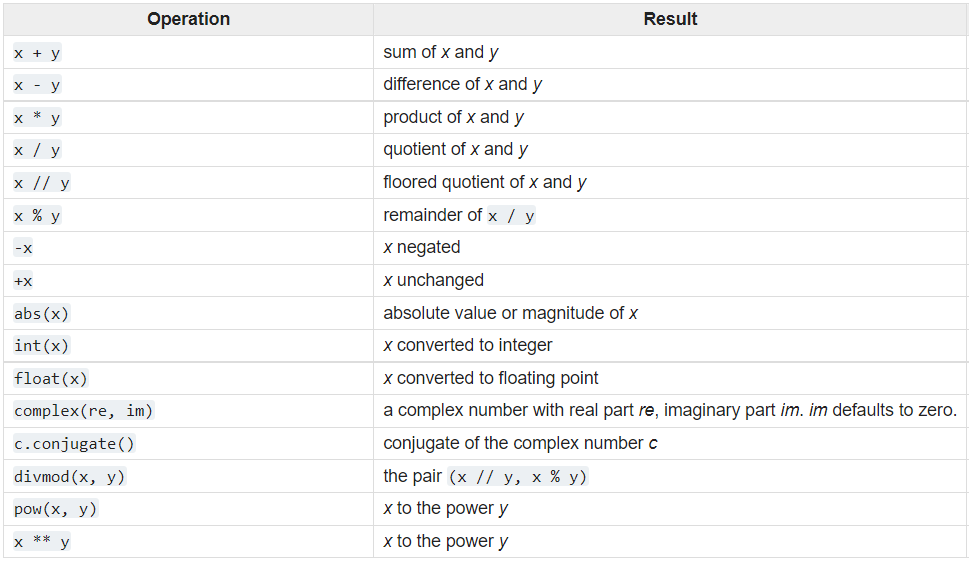 Operation Result
x + y sum of x and y
x - y difference of x and y
x * y product of x and y
x / y quotient of x and y
x // y floored quotient of x and y
x % y remainder of x / y
-x x negated
+x x unchanged
abs(x) absolute value or magnitude of x
int(x) x converted to integer
float(x) x converted to floating point
complex(re, im) a complex number with real part re, imaginary part im. im defaults to zero.
c.conjugate() conjugate of the complex number c
divmod(x, y) the pair (x // y, x % y)
pow(x, y) x to the power y
x ** y x to the power y